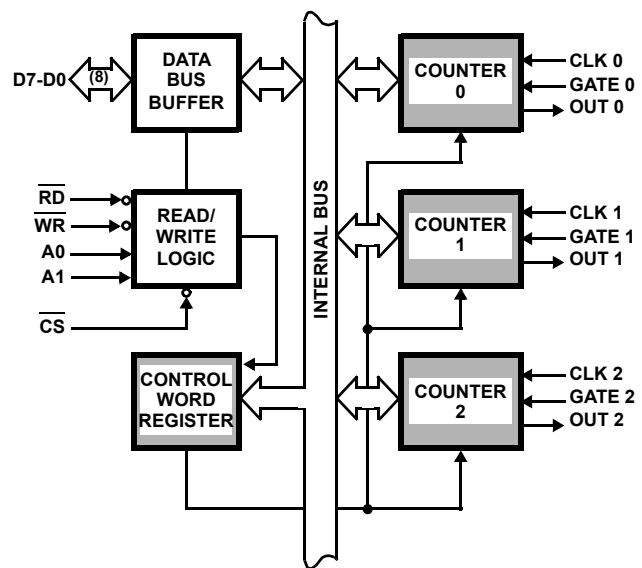 D7-D0
(8)
DATA
BUS
BUFFER
RD
WR
A0
A1
CS
READ/
WRITE
LOGIC
CONTROL
WORD
REGISTER
INTERNAL BUS
COUNTER
0
CLK 0
GATE 0
OUT 0
COUNTER
1
CLK 1
GATE 1
OUT 1
COUNTER
2
CLK 2
GATE 2
OUT 2